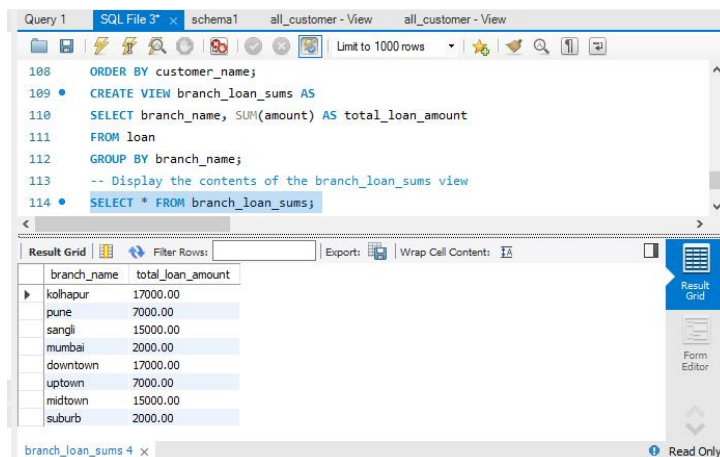 Query 1 SQL File 3* × schema1 all_customer - View all_customer - View
Limit to 1000 rows
108 ORDER BY customer_name;
109 CREATE VIEW branch_loan_sums AS
110 SELECT branch_name, SUM(amount) AS total_loan_amount
111 FROM loan
112 GROUP BY branch_name;
113 -- Display the contents of the branch_loan_sums view
114 SELECT * FROM branch_loan_sums;
Result Grid Filter Rows: Export: Wrap Cell Content: IA
branch_name total_loan_amount
kolhapur 17000.00
pune 7000.00
sangli 15000.00
mumbai 2000.00
downtown 17000.00
uptown 7000.00
midtown 15000.00
suburb 2000.00
Result
Grid
Form
Editor
branch_loan_sums 4 × Read Only